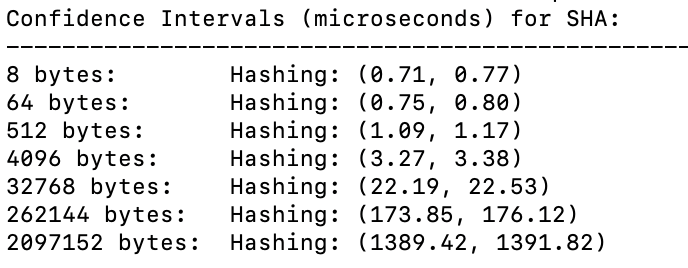 Confidence Intervals (microseconds) for SHA:
-------------------------------------------------
8 bytes: Hashing: (0.71, 0.77)
64 bytes: Hashing: (0.75, 0.80)
512 bytes: Hashing: (1.09, 1.17)
4096 bytes: Hashing: (3.27, 3.38)
32768 bytes: Hashing: (22.19, 22.53)
262144 bytes: Hashing: (173.85, 176.12)
2097152 bytes: Hashing: (1389.42, 1391.82)